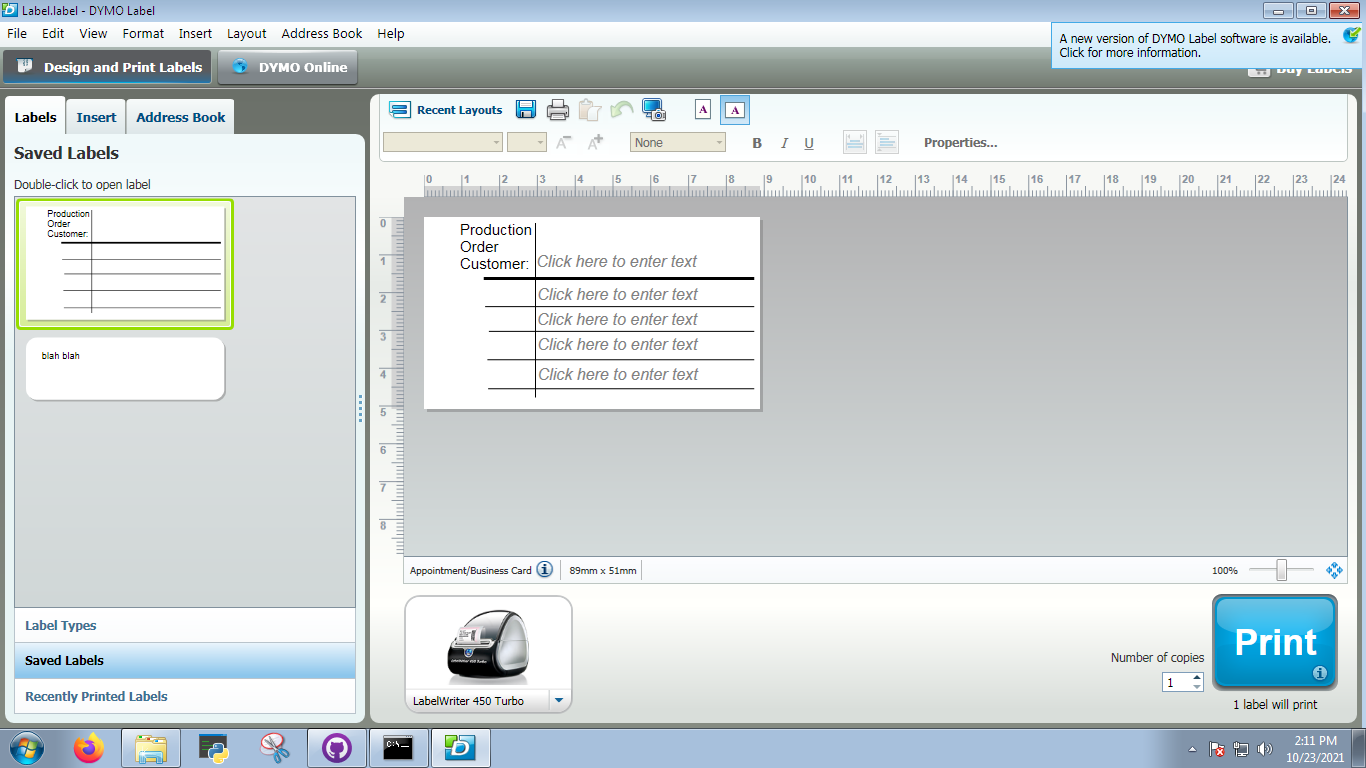 Label.label - DYMO Label
File Edit View Format Insert Layout Address Book Help
A new version of DYMO Label software is available.
Click for more information.
Design and Print Labels
DYMO Online
Buy Labels
Labels
Insert
Address Book
Saved Labels
Double-click to open label
Production
Order
Customer:
blah blah
Label Types
Saved Labels
Recently Printed Labels
Recent Layouts
A
A
A
A
None
B I U
Properties...
0 1 2 3 4 5 6 7 8 9 10 11 12 13 14 15 16 17 18 19 20 21 22 23 24
0
1
2
3
4
5
6
7
8
Production
Order
Customer:
Click here to enter text
Click here to enter text
Click here to enter text
Click here to enter text
Click here to enter text
Appointment/Business Card
89mm x 51mm
100%
LabelWriter 450 Turbo
LabelWriter 450 Turbo
Number of copies
1
Print
1 label will print
C:\
2:11 PM
10/23/2021